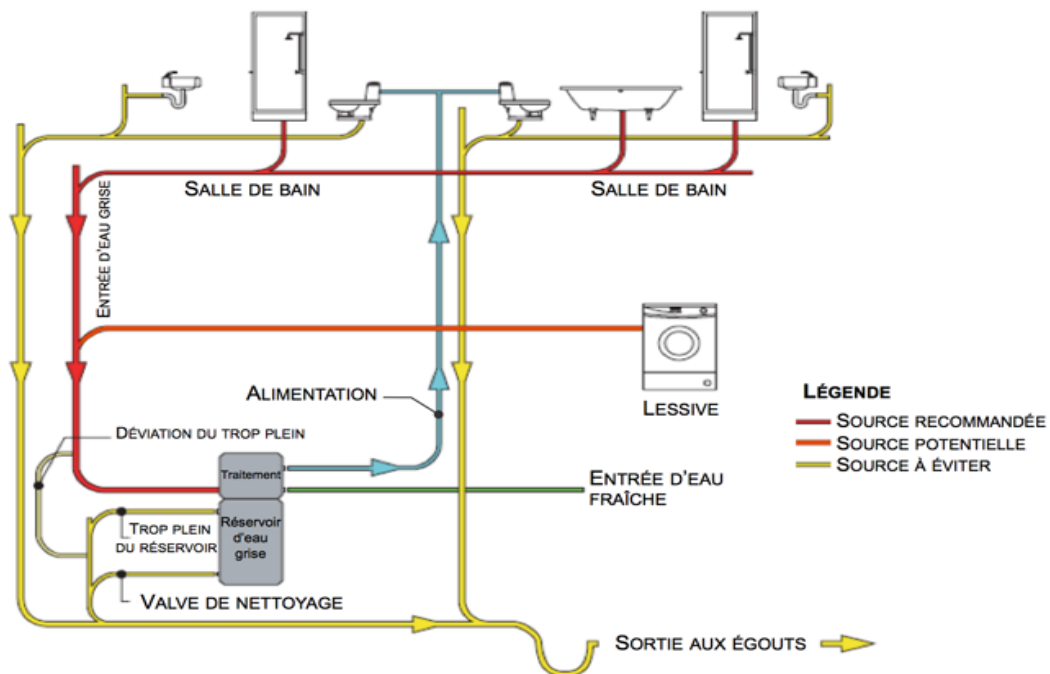 SALLE DE BAIN
SALLE DE BAIN
ENTRÉE D'EAU GRISE
LESSIVE
ALIMENTATION
LÉGENDE
SOURCE RECOMMANDÉE
SOURCE POTENTIELLE
SOURCE À ÉVITER
DÉVIATION DU TROP PLEIN
Traitement
ENTRÉE D'EAU
FRAÎCHE
TROP PLEIN
DU RÉSERVOIR
Réservoir
d'eau
grise
VALVE DE NETTOYAGE
SORTIE AUX ÉGOUTS